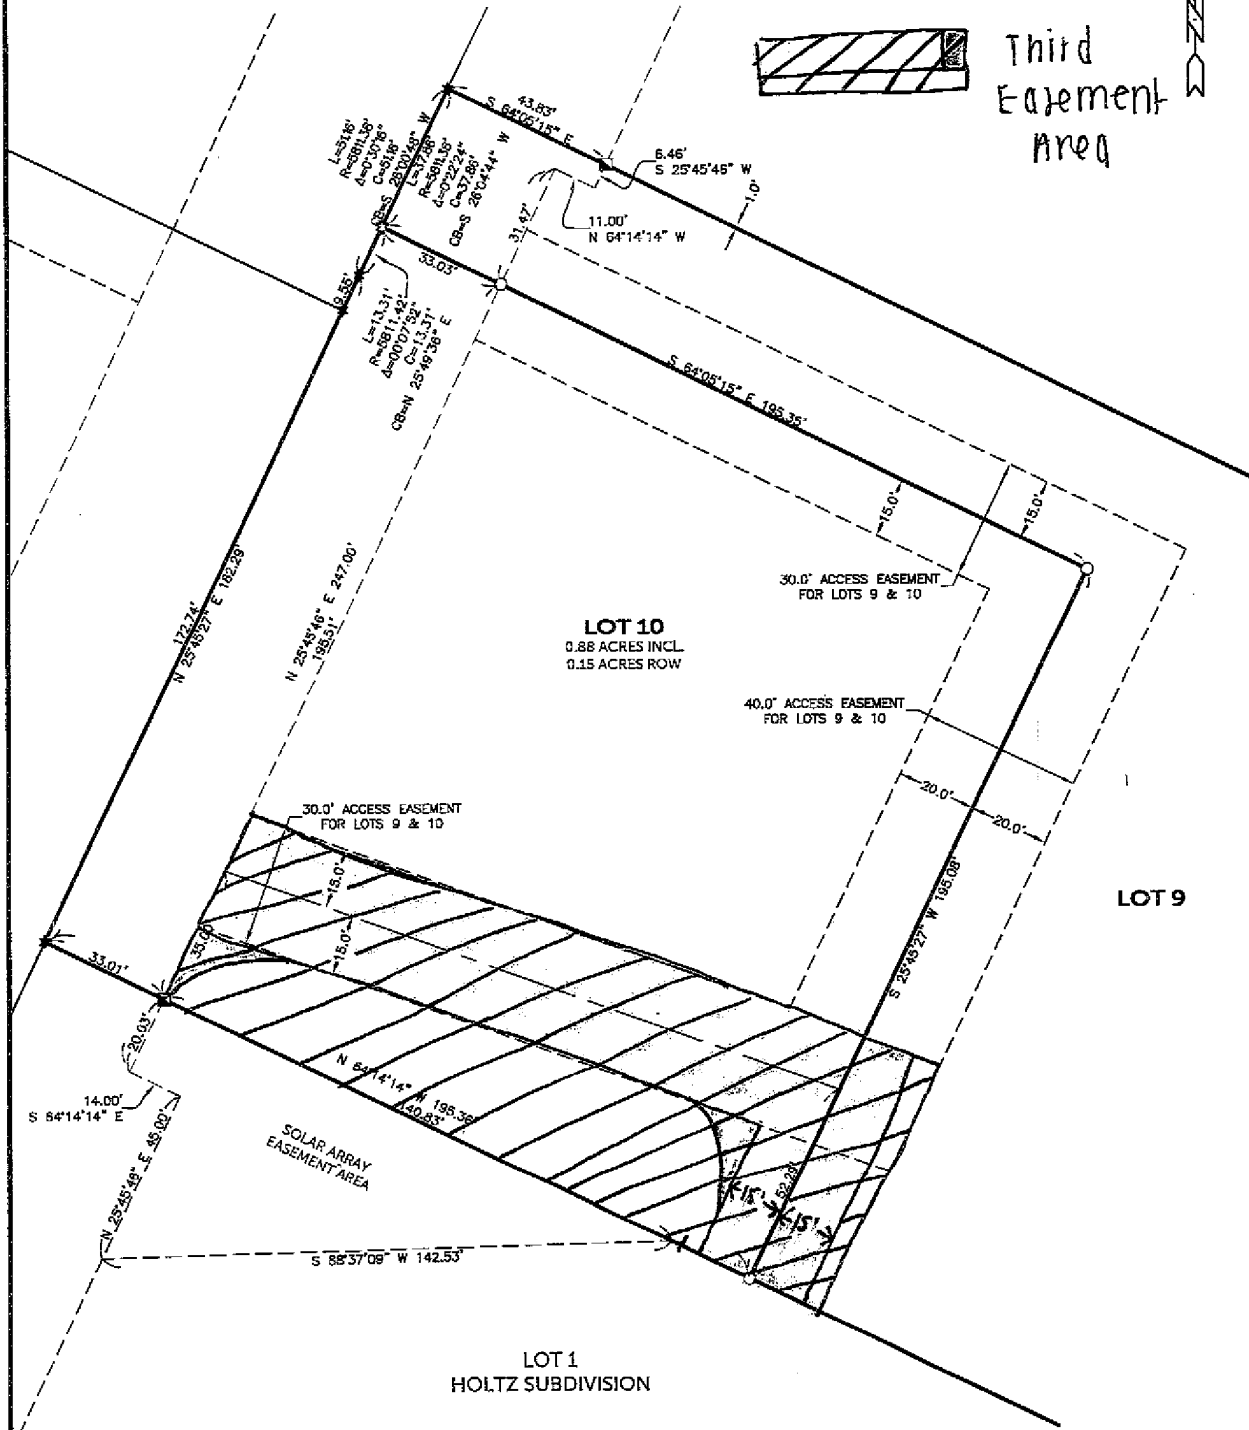 Third
Easement
Area
N
43.83'
S 64°05'15" E
L=51.16'
R=5811.36'
Δ=0°30'16"
C=51.16'
CB=S 26°00'48" W
L=37.86'
R=5811.36'
Δ=0°22'24"
C=37.86'
CB=S 26°04'44" W
6.46'
S 25°45'46" W
1.0'
11.00'
N 64°14'14" W
31.47'
33.03'
9.55'
L=13.31'
R=5811.42'
Δ=00°07'52"
C=13.31'
CB=N 25°49'36" E
S 64°05'15" E 195.35'
15.0'
15.0'
30.0' ACCESS EASEMENT
FOR LOTS 9 & 10
172.74'
N 25°45'27" E 182.29'
N 25°45'46" E 247.00'
195.51'
LOT 10
0.88 ACRES INCL.
0.15 ACRES ROW
40.0' ACCESS EASEMENT
FOR LOTS 9 & 10
20.0'
20.0'
30.0' ACCESS EASEMENT
FOR LOTS 9 & 10
15.0'
15.0'
S 25°45'27" W 195.08'
LOT 9
35.00'
33.01'
20.03'
14.00'
S 64°14'14" E
N 64°14'14" W 195.36'
140.83'
SOLAR ARRAY
EASEMENT AREA
N 25°45'46" E 45.00'
52.29'
15'
15'
S 88°37'09" W 142.53'
LOT 1
HOLTZ SUBDIVISION